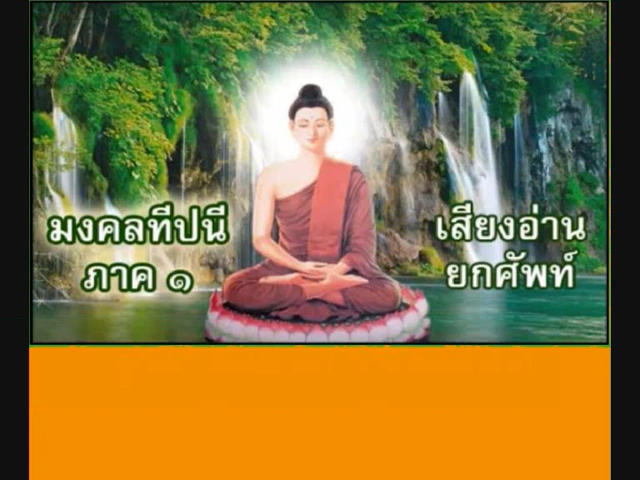 มงคลทีปนี
ภาค ๑
เสียงอ่าน
ยกศัพท์